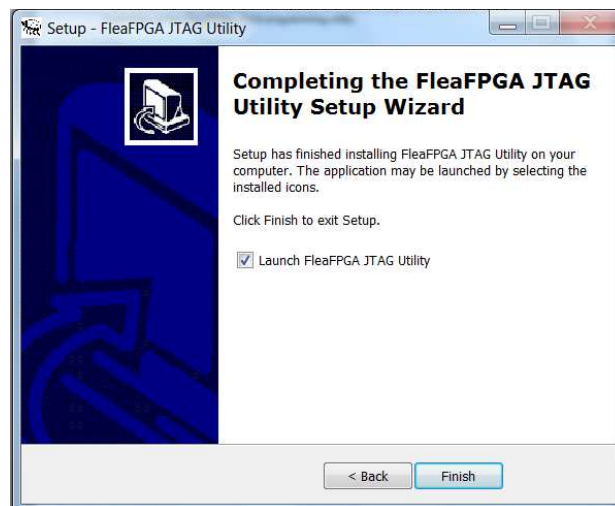 Setup - FleaFPGA JTAG Utility
Completing the FleaFPGA JTAG
Utility Setup Wizard
Setup has finished installing FleaFPGA JTAG Utility on your
computer. The application may be launched by selecting the
installed icons.
Click Finish to exit Setup.
Launch FleaFPGA JTAG Utility
< Back
Finish